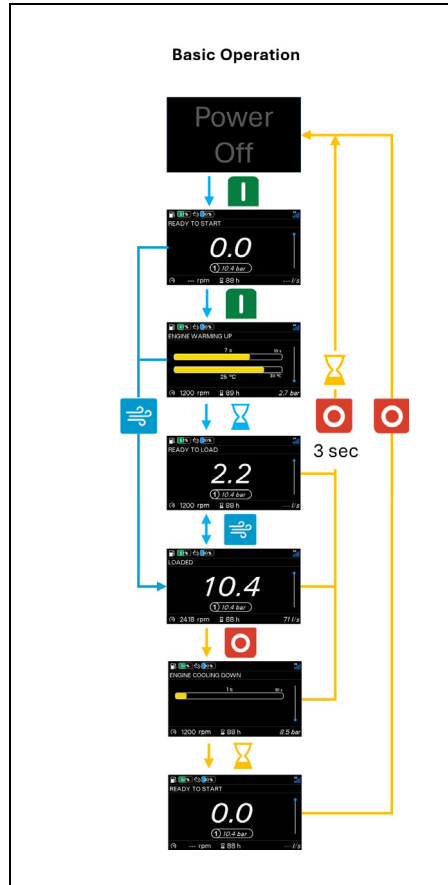 Basic Operation
Power
Off
READY TO START
0.0
1 10.4 bar
--- rpm 88 h --- l/s
ENGINE WARMING UP
7 s
25 °C 30 °C
1200 rpm 89 h 2.7 bar
READY TO LOAD
2.2
1 10.4 bar
1200 rpm 88 h --- l/s
3 sec
LOADED
10.4
1 10.4 bar
2418 rpm 88 h 71 l/s
ENGINE COOLING DOWN
1 s
1200 rpm 88 h 8.5 bar
READY TO START
0.0
1 10.4 bar
--- rpm 88 h --- l/s